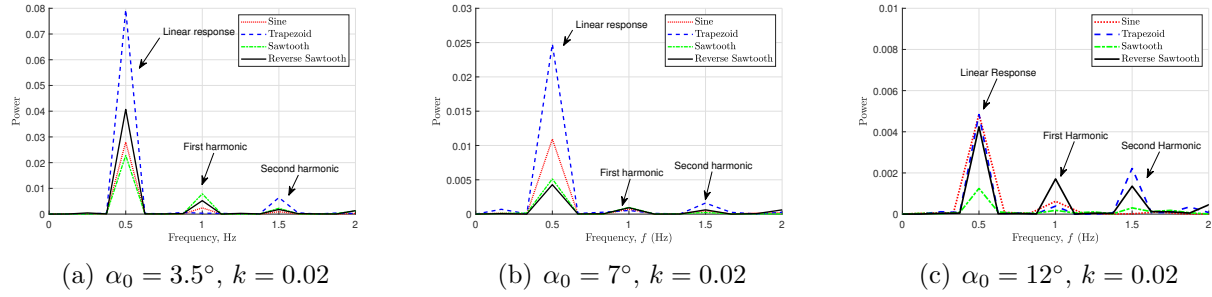 0.08
0.07
0.06
0.05
0.04
0.03
0.02
0.01
0
Power
0
0.5
1
1.5
2
Frequency, Hz
Linear response
First harmonic
Second harmonic
Sine
Trapezoid
Sawtooth
Reverse Sawtooth
(a) α₀ = 3.5°, k = 0.02
0.03
0.025
0.02
0.015
0.01
0.005
0
Power
0
0.5
1
1.5
2
Frequency, f (Hz)
Linear response
First harmonic
Second harmonic
Sine
Trapezoid
Sawtooth
Reverse Sawtooth
(b) α₀ = 7°, k = 0.02
0.01
0.008
0.006
0.004
0.002
0
Power
0
0.5
1
1.5
2
Frequency, f (Hz)
Linear Response
First Harmonic
Second Harmonic
Sine
Trapezoid
Sawtooth
Reverse Sawtooth
(c) α₀ = 12°, k = 0.02